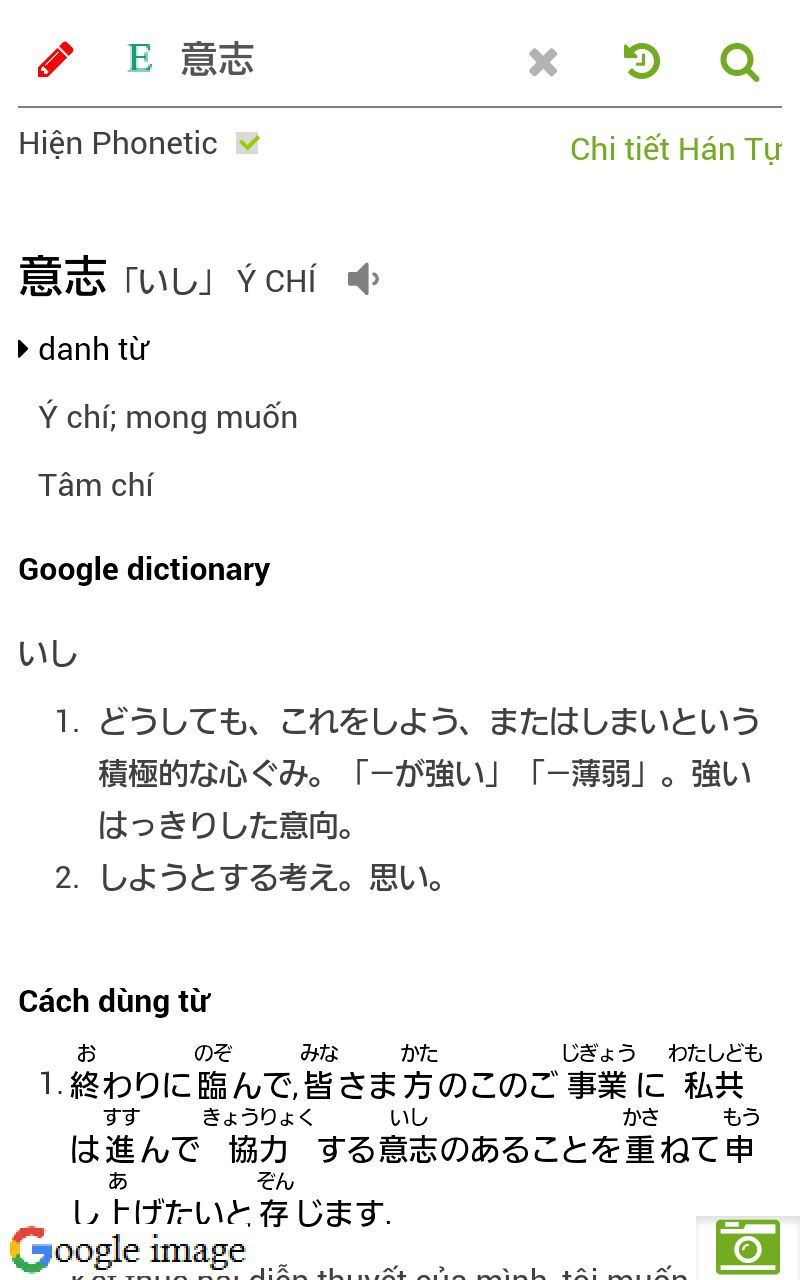 E 意志
Hiện Phonetic
Chi tiết Hán Tự
意志 「いし」 Ý CHÍ
danh từ
Ý chí; mong muốn
Tâm chí
Google dictionary
いし
1. どうしても、これをしよう、またはしまいという
積極的な心ぐみ。「—が強い」「—薄弱」。強い
はっきりした意向。
2. しようとする考え。思い。
Cách dùng từ
お のぞ みな かた じぎょう わたしども
1. 終わりに臨んで,皆さま方のこのご事業に私共
すす きょうりょく いし かさ もう
は進んで協力する意志のあることを重ねて申
あ ぞん
し上げたいと,存じます.
Google image
diễn thuyết của mình, tôi muốn